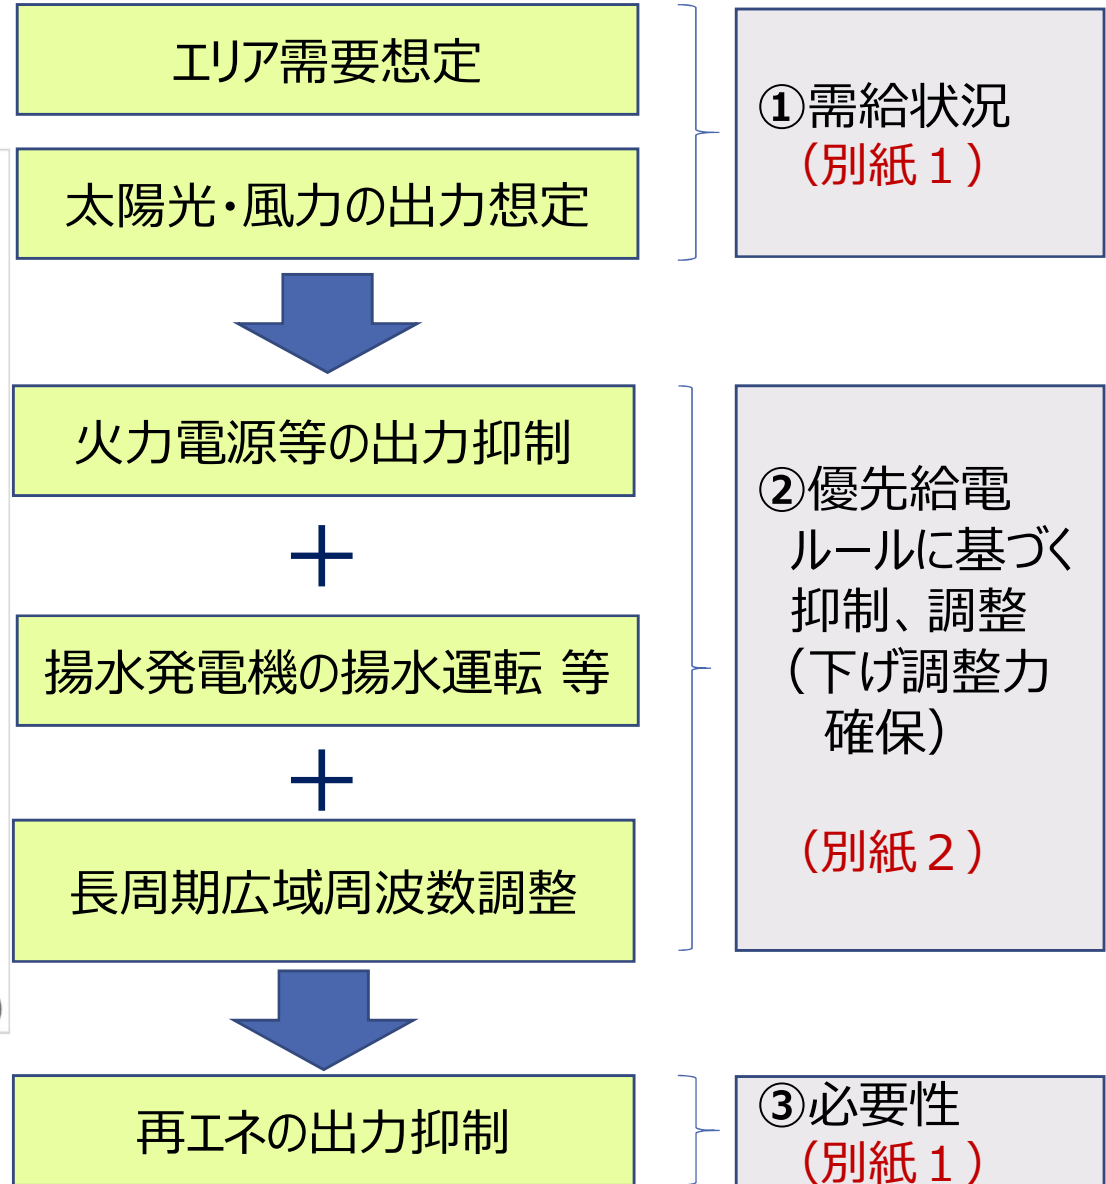 エリア需要想定
太陽光・風力の出力想定
①需給状況
（別紙１）
火力電源等の出力抑制
＋
揚水発電機の揚水運転 等
＋
長周期広域周波数調整
②優先給電
ルールに基づく
抑制、調整
（下げ調整力
確保）
（別紙２）
再エネの出力抑制
③必要性
（別紙１）